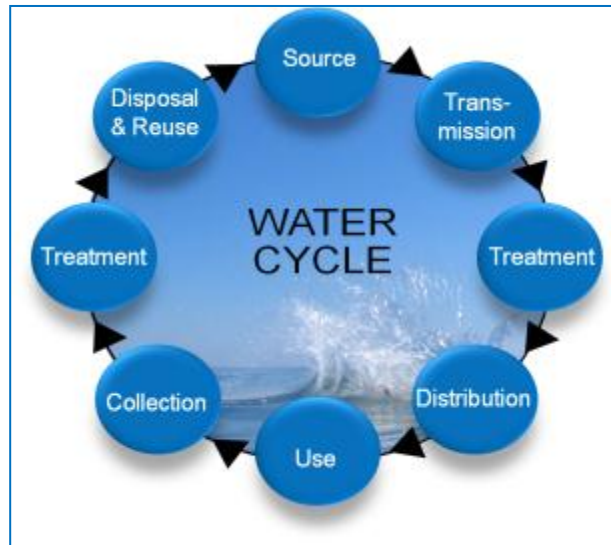 Source
Trans-
mission
Treatment
Distribution
Use
Collection
Treatment
Disposal
& Reuse
WATER
CYCLE